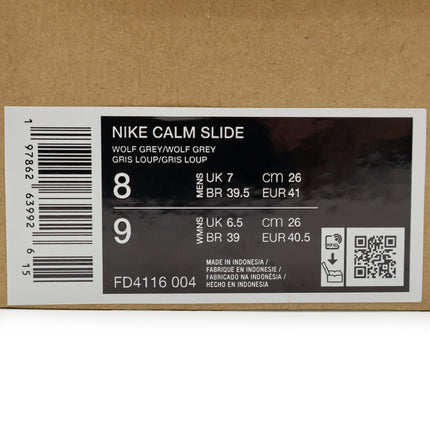 NIKE CALM SLIDE
WOLF GREY/WOLF GREY
GRIS LOUP/GRIS LOUP
8 MENS UK 7 cm 26
BR 39.5 EUR 41
9 WMNS UK 6.5 cm 26
BR 39 EUR 40.5
MADE IN INDONESIA /
FABRIQUE EN INDONESIE /
FABRICADO NA INDONÉSIA /
HECHO EN INDONESIA
FD4116 004
1 97862 63992 6 15